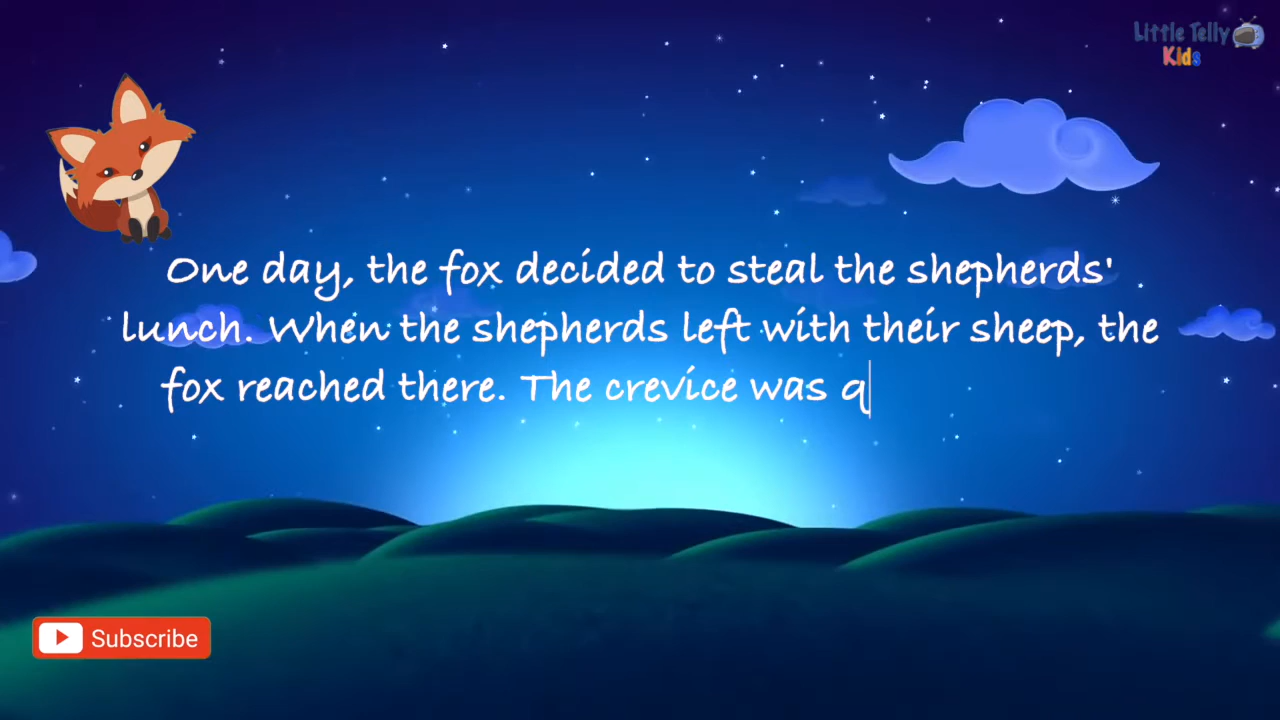 Little Telly
Kids
One day, the fox decided to steal the shepherds'
lunch. When the shepherds left with their sheep, the
fox reached there. The crevice was q
Subscribe